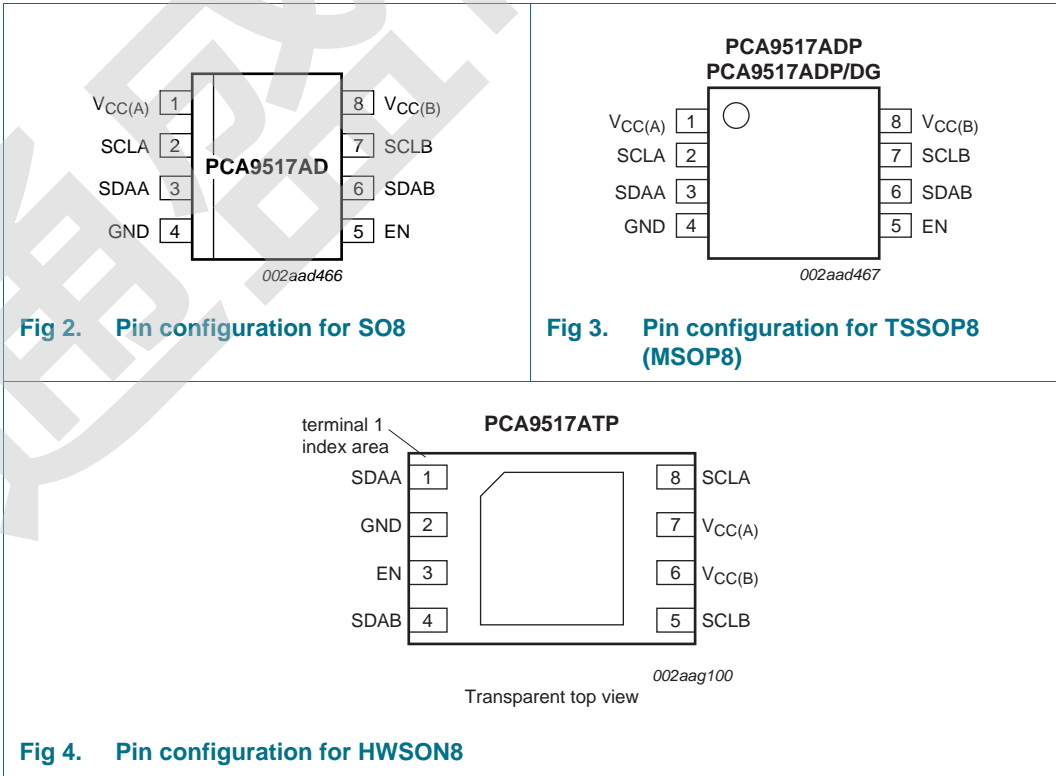 V_CC(A) 1 8 V_CC(B)
SCLA 2 7 SCLB
PCA9517AD
SDAA 3 6 SDAB
GND 4 5 EN
002aad466
Fig 2. Pin configuration for SO8
PCA9517ADP
PCA9517ADP/DG
V_CC(A) 1 8 V_CC(B)
SCLA 2 7 SCLB
SDAA 3 6 SDAB
GND 4 5 EN
002aad467
Fig 3. Pin configuration for TSSOP8
(MSOP8)
terminal 1
index area
PCA9517ATP
SDAA 1 8 SCLA
GND 2 7 V_CC(A)
EN 3 6 V_CC(B)
SDAB 4 5 SCLB
002aag100
Transparent top view
Fig 4. Pin configuration for HWSON8